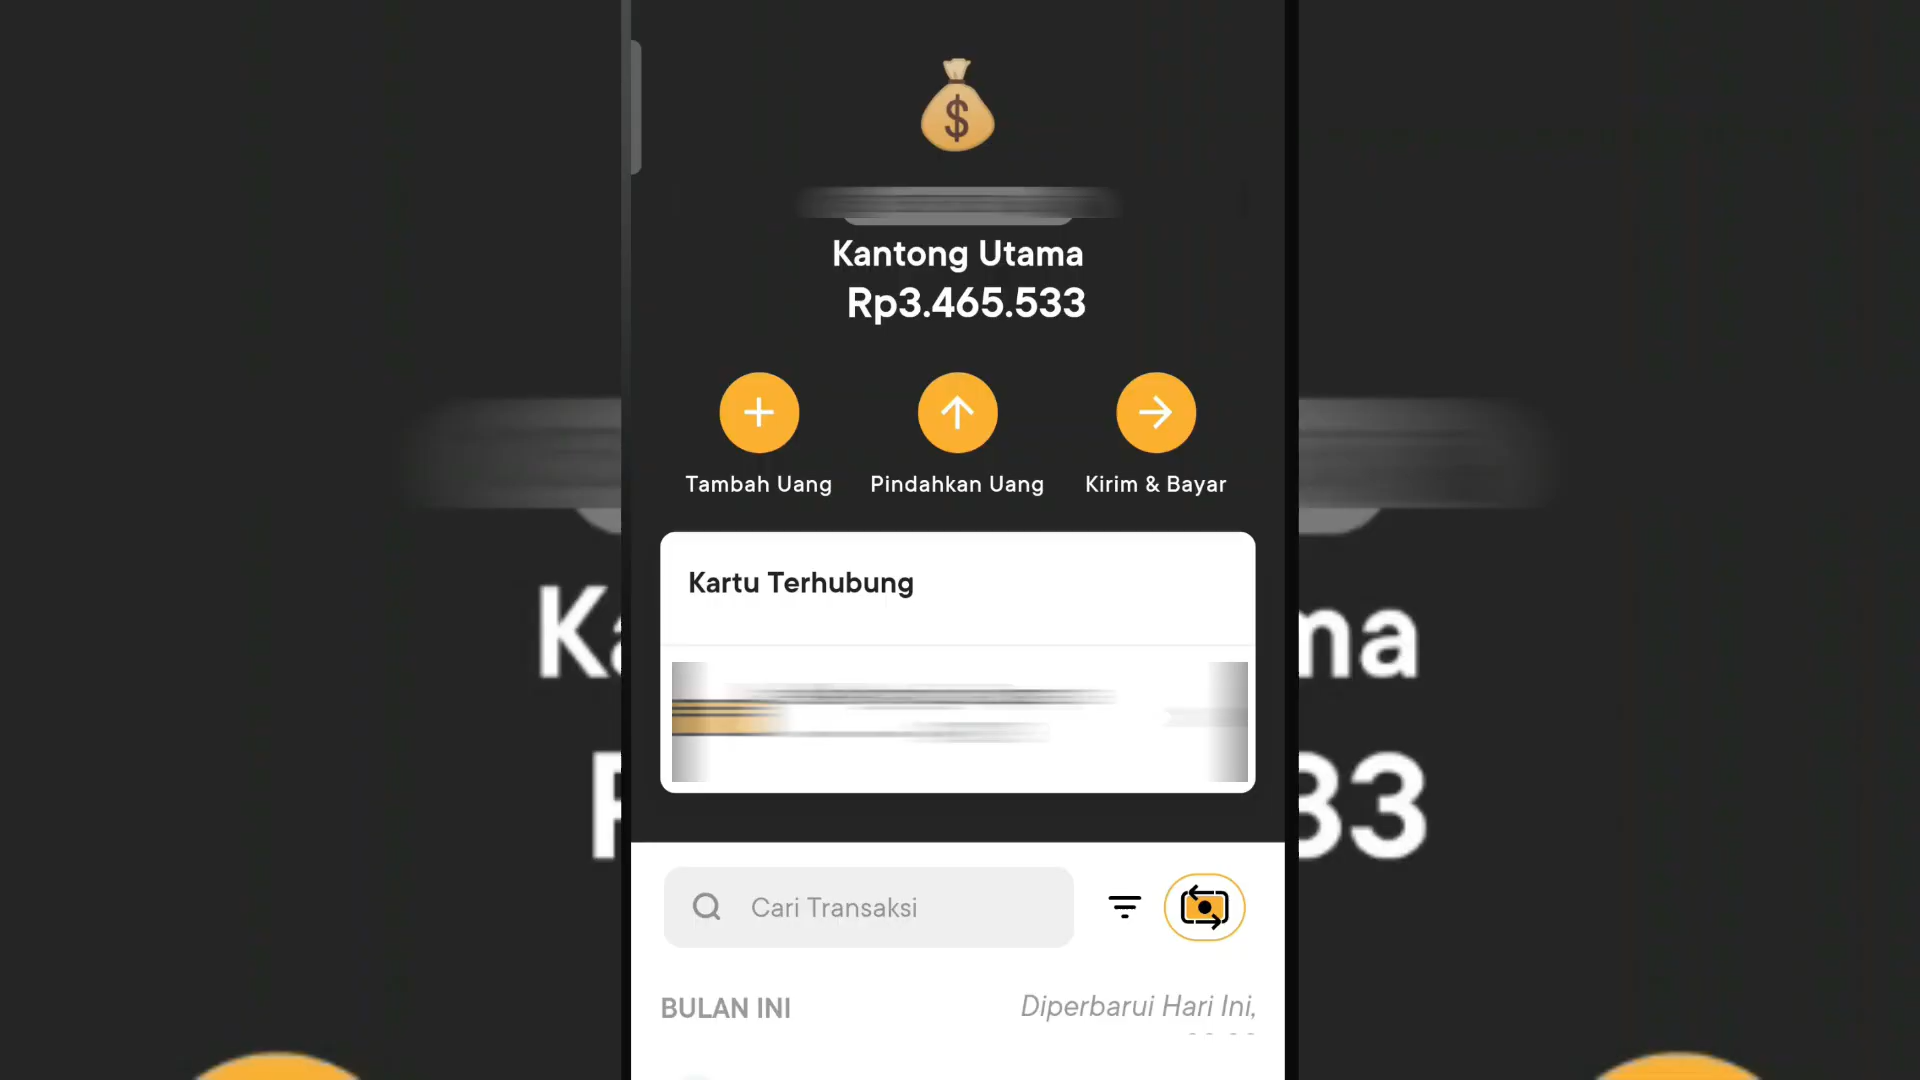 $
Kantong Utama
Rp3.465.533
Tambah Uang
Pindahkan Uang
Kirim & Bayar
Kartu Terhubung
Cari Transaksi
BULAN INI
Diperbarui Hari Ini,